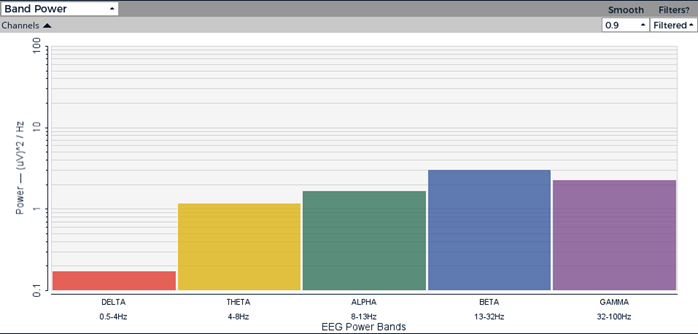 Band Power
Smooth Filters?
Channels
0.9 Filtered
100
10
1
0.1
Power — (uV)^2 / Hz
DELTA THETA ALPHA BETA GAMMA
0.5-4Hz 4-8Hz 8-13Hz 13-32Hz 32-100Hz
EEG Power Bands